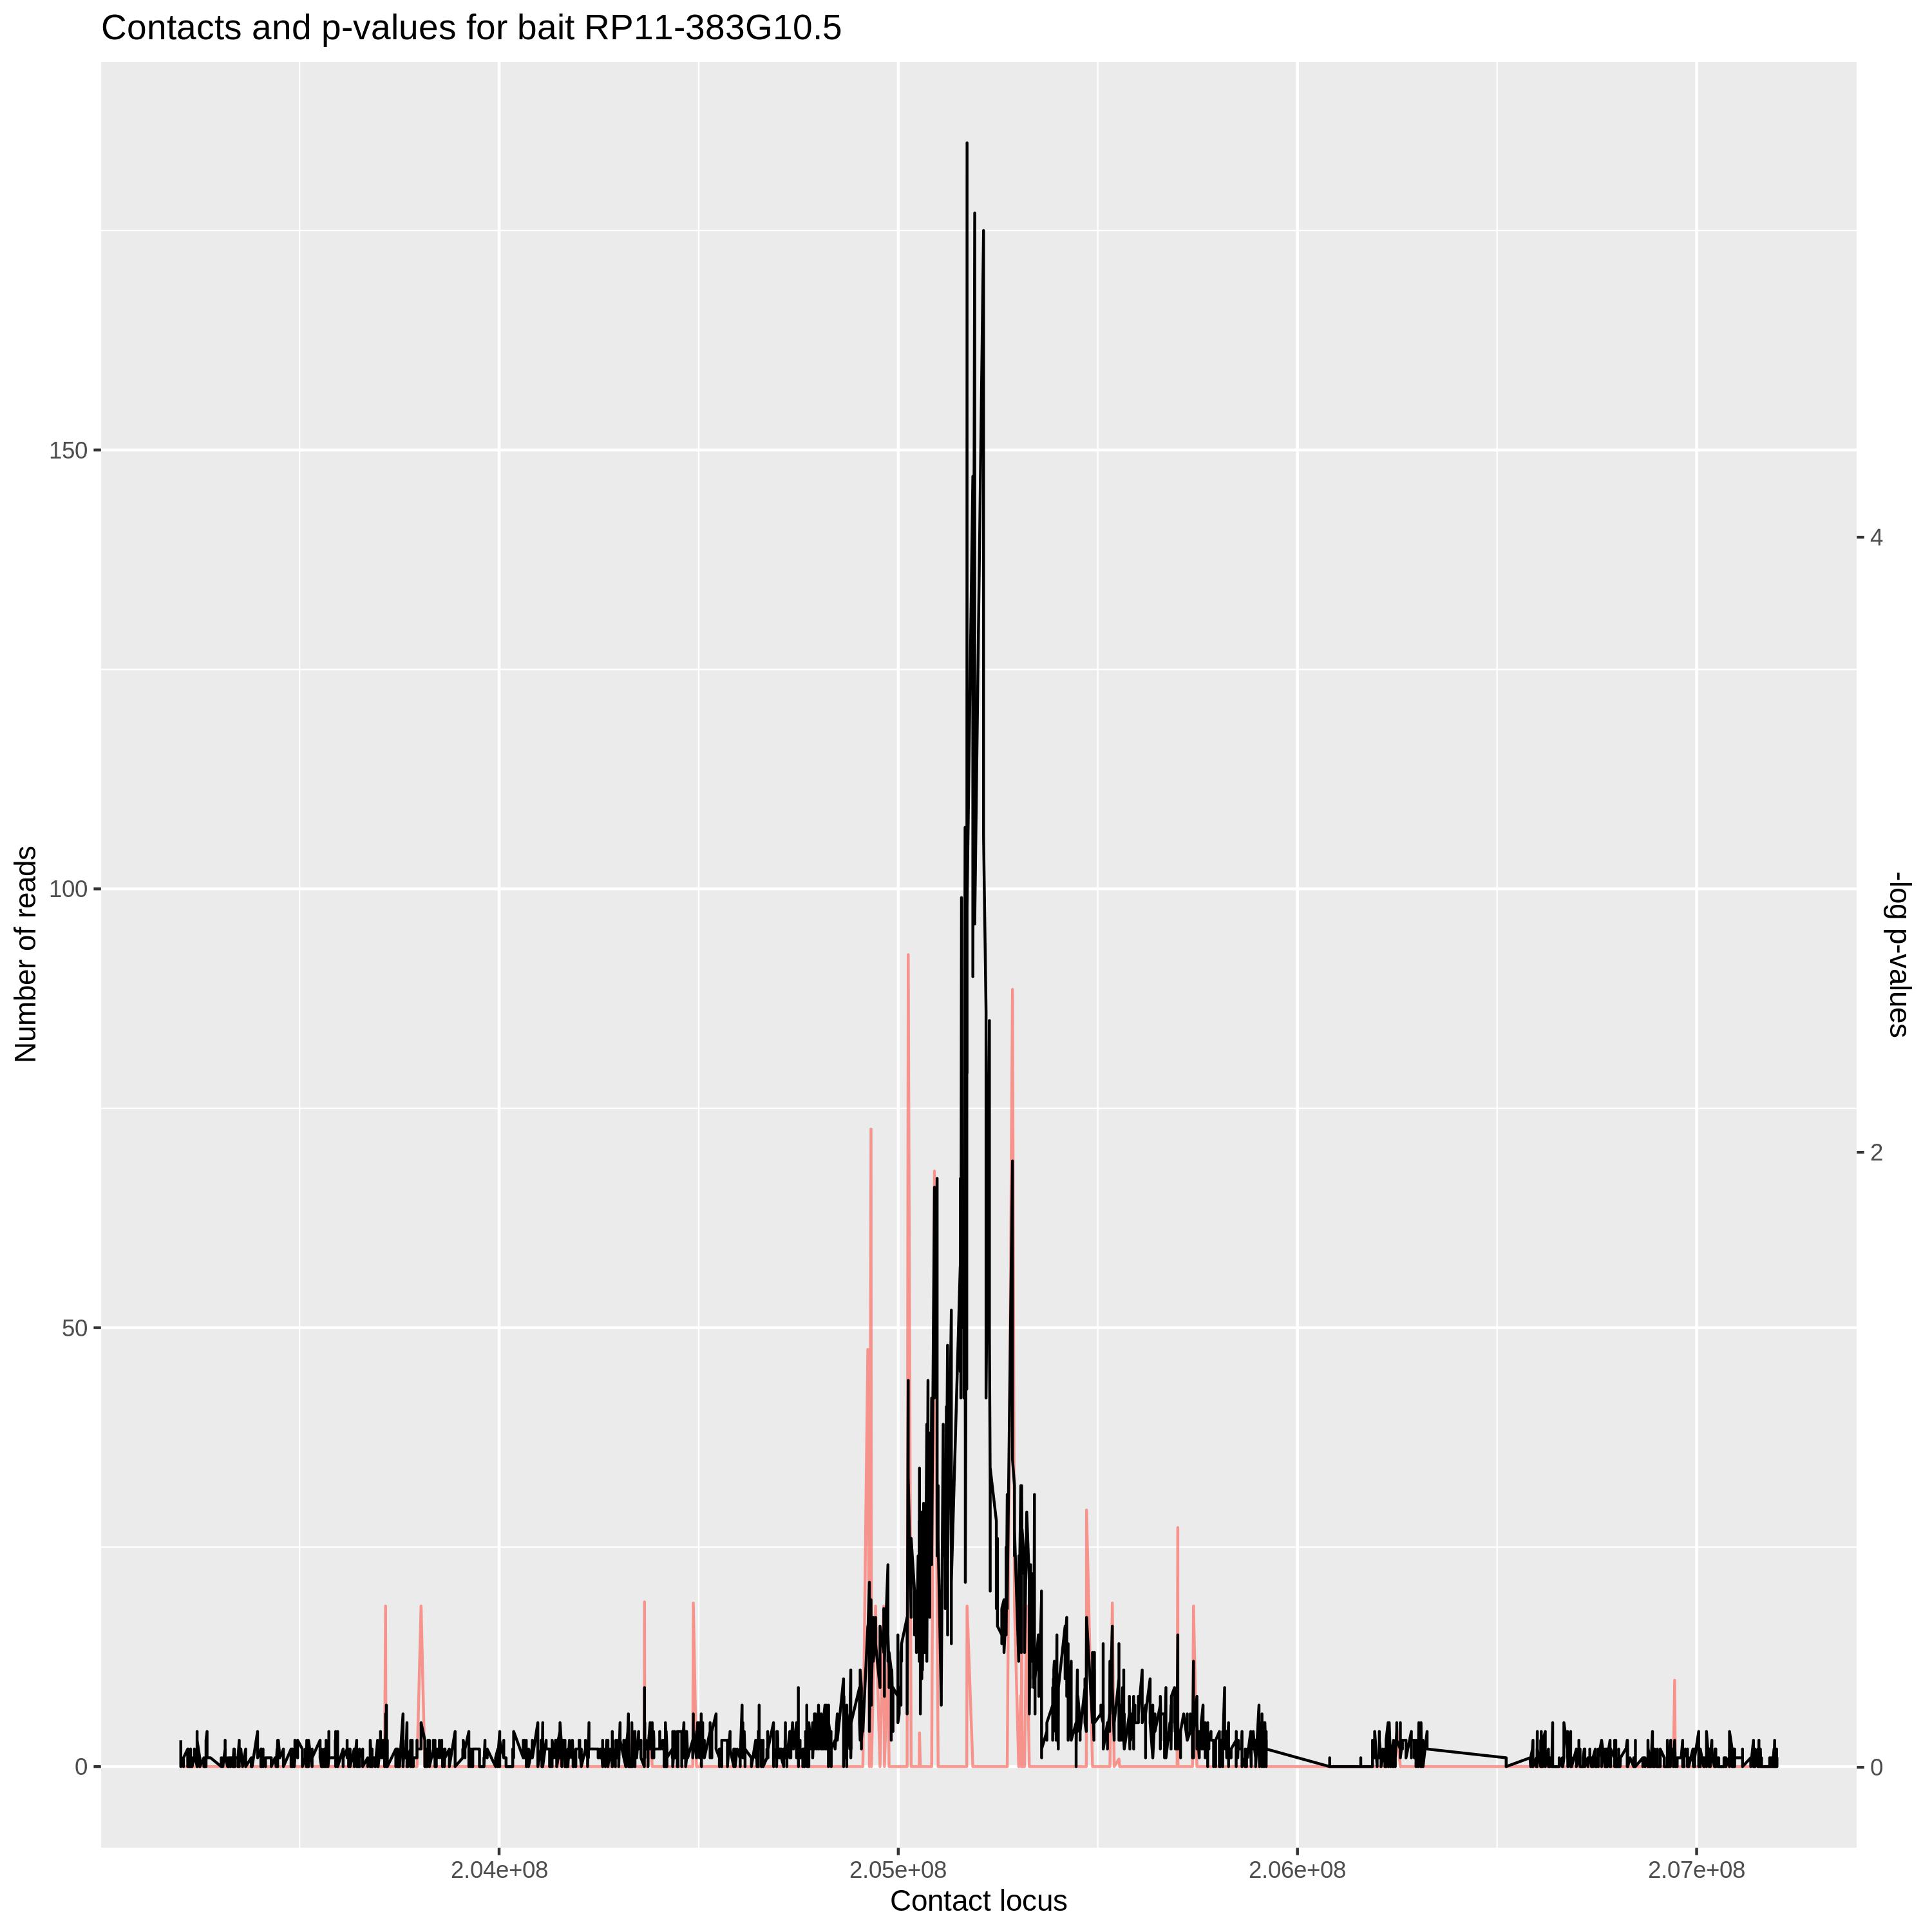 Contacts and p-values for bait RP11-383G10.5
Number of reads
150
100
50
0
4
2
0
-log p-values
2.04e+08
2.05e+08
2.06e+08
2.07e+08
Contact locus